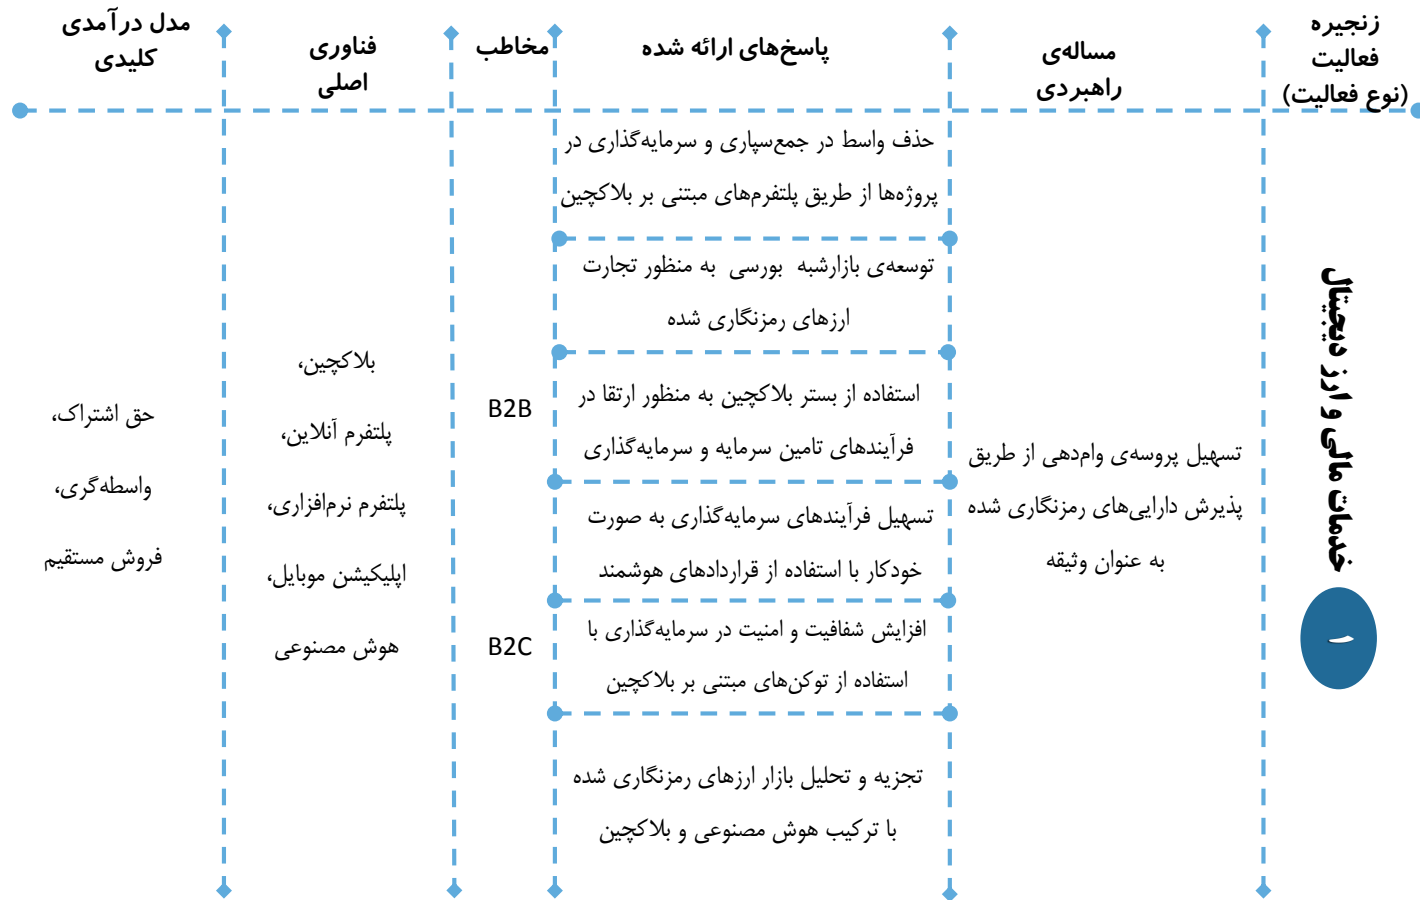 زنجیره
فعالیت
(نوع فعالیت)
مساله‌ی
راهبردی
پاسخ‌های ارائه شده
مخاطب
فناوری
اصلی
مدل درآمدی
کلیدی
خدمات مالی و ارز دیجیتال
۱
تسهیل پروسه‌ی وام‌دهی از طریق
پذیرش دارایی‌های رمزنگاری شده
به عنوان وثیقه
حذف واسط در جمع‌سپاری و سرمایه‌گذاری در
پروژه‌ها از طریق پلتفرم‌های مبتنی بر بلاکچین
توسعه‌ی بازارشبه بورسی به منظور تجارت
ارزهای رمزنگاری شده
استفاده از بستر بلاکچین به منظور ارتقا در
فرآیندهای تامین سرمایه و سرمایه‌گذاری
تسهیل فرآیندهای سرمایه‌گذاری به صورت
خودکار با استفاده از قراردادهای هوشمند
افزایش شفافیت و امنیت در سرمایه‌گذاری با
استفاده از توکن‌های مبتنی بر بلاکچین
تجزیه و تحلیل بازار ارزهای رمزنگاری شده
با ترکیب هوش مصنوعی و بلاکچین
B2B
B2C
بلاکچین،
پلتفرم آنلاین،
پلتفرم نرم‌افزاری،
اپلیکیشن موبایل،
هوش مصنوعی
حق اشتراک،
واسطه‌گری،
فروش مستقیم